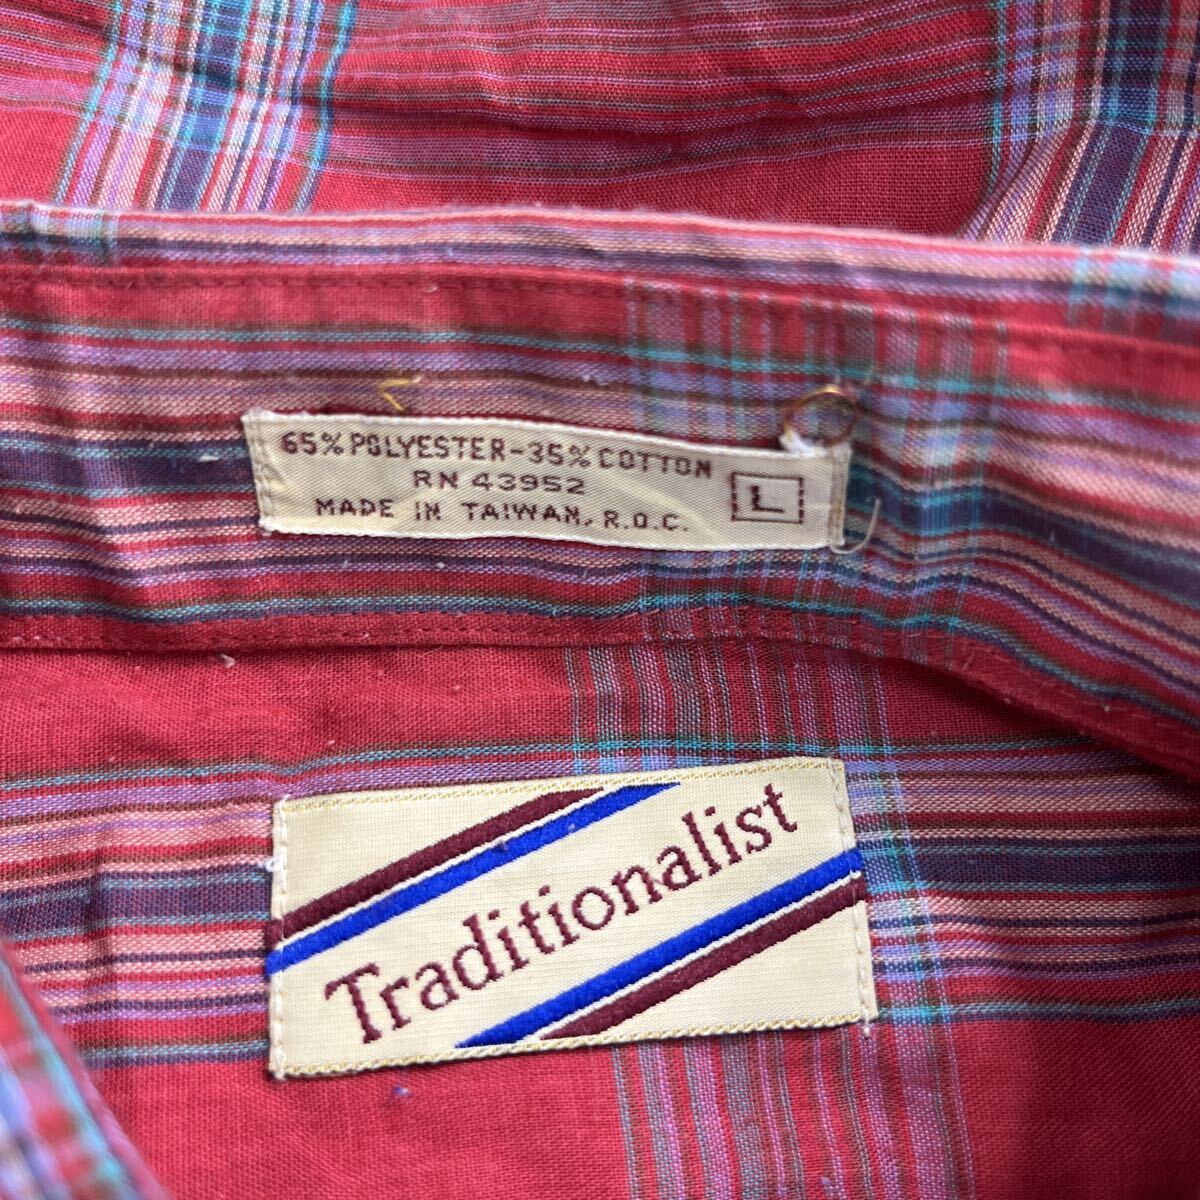 65% POLYESTER-35% COTTON
RN 43952
MADE IN TAIWAN, R.O.C.
L
Traditionalist